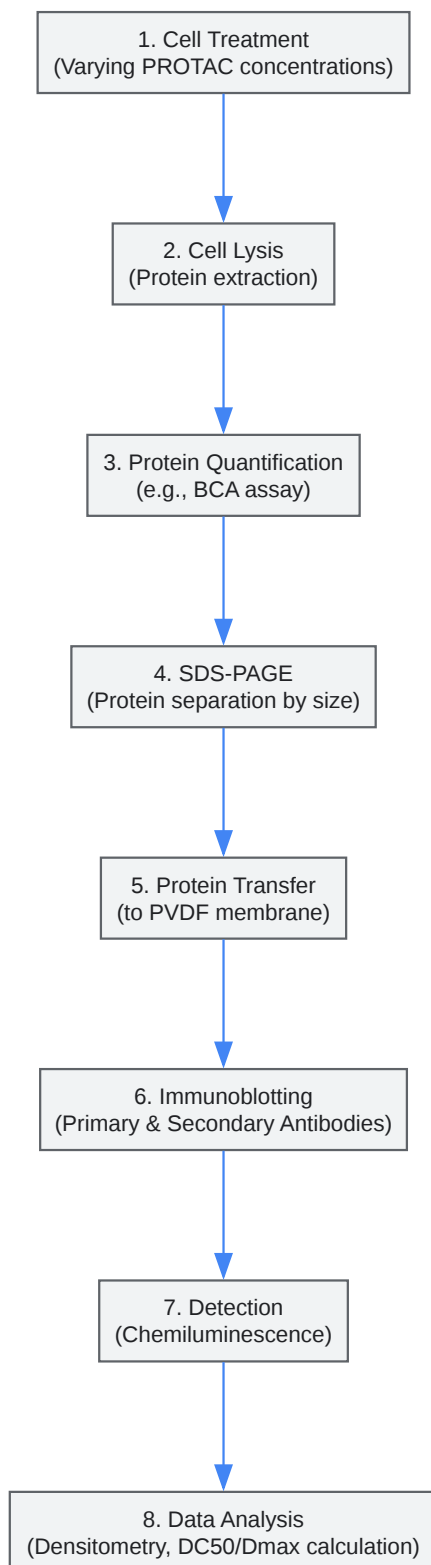 1. Cell Treatment
(Varying PROTAC concentrations)
2. Cell Lysis
(Protein extraction)
3. Protein Quantification
(e.g., BCA assay)
4. SDS-PAGE
(Protein separation by size)
5. Protein Transfer
(to PVDF membrane)
6. Immunoblotting
(Primary & Secondary Antibodies)
7. Detection
(Chemiluminescence)
8. Data Analysis
(Densitometry, DC50/Dmax calculation)